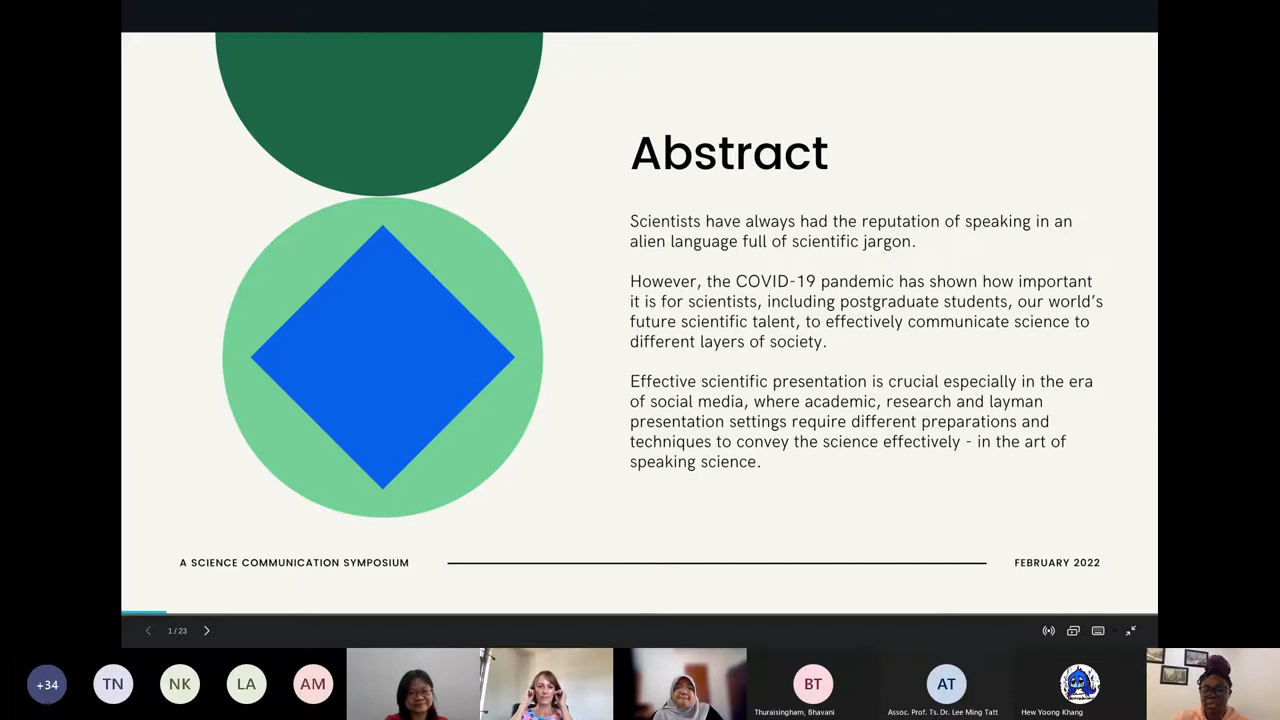 Abstract
Scientists have always had the reputation of speaking in an
alien language full of scientific jargon.
However, the COVID-19 pandemic has shown how important
it is for scientists, including postgraduate students, our world's
future scientific talent, to effectively communicate science to
different layers of society.
Effective scientific presentation is crucial especially in the era
of social media, where academic, research and layman
presentation settings require different preparations and
techniques to convey the science effectively - in the art of
speaking science.
A SCIENCE COMMUNICATION SYMPOSIUM
FEBRUARY 2022
1 / 23
+34
TN
NK
LA
AM
BT
Thuraisingham, Bhavani
AT
Assoc. Prof. Ts. Dr. Lee Ming Tatt
Hew Yoong Khang